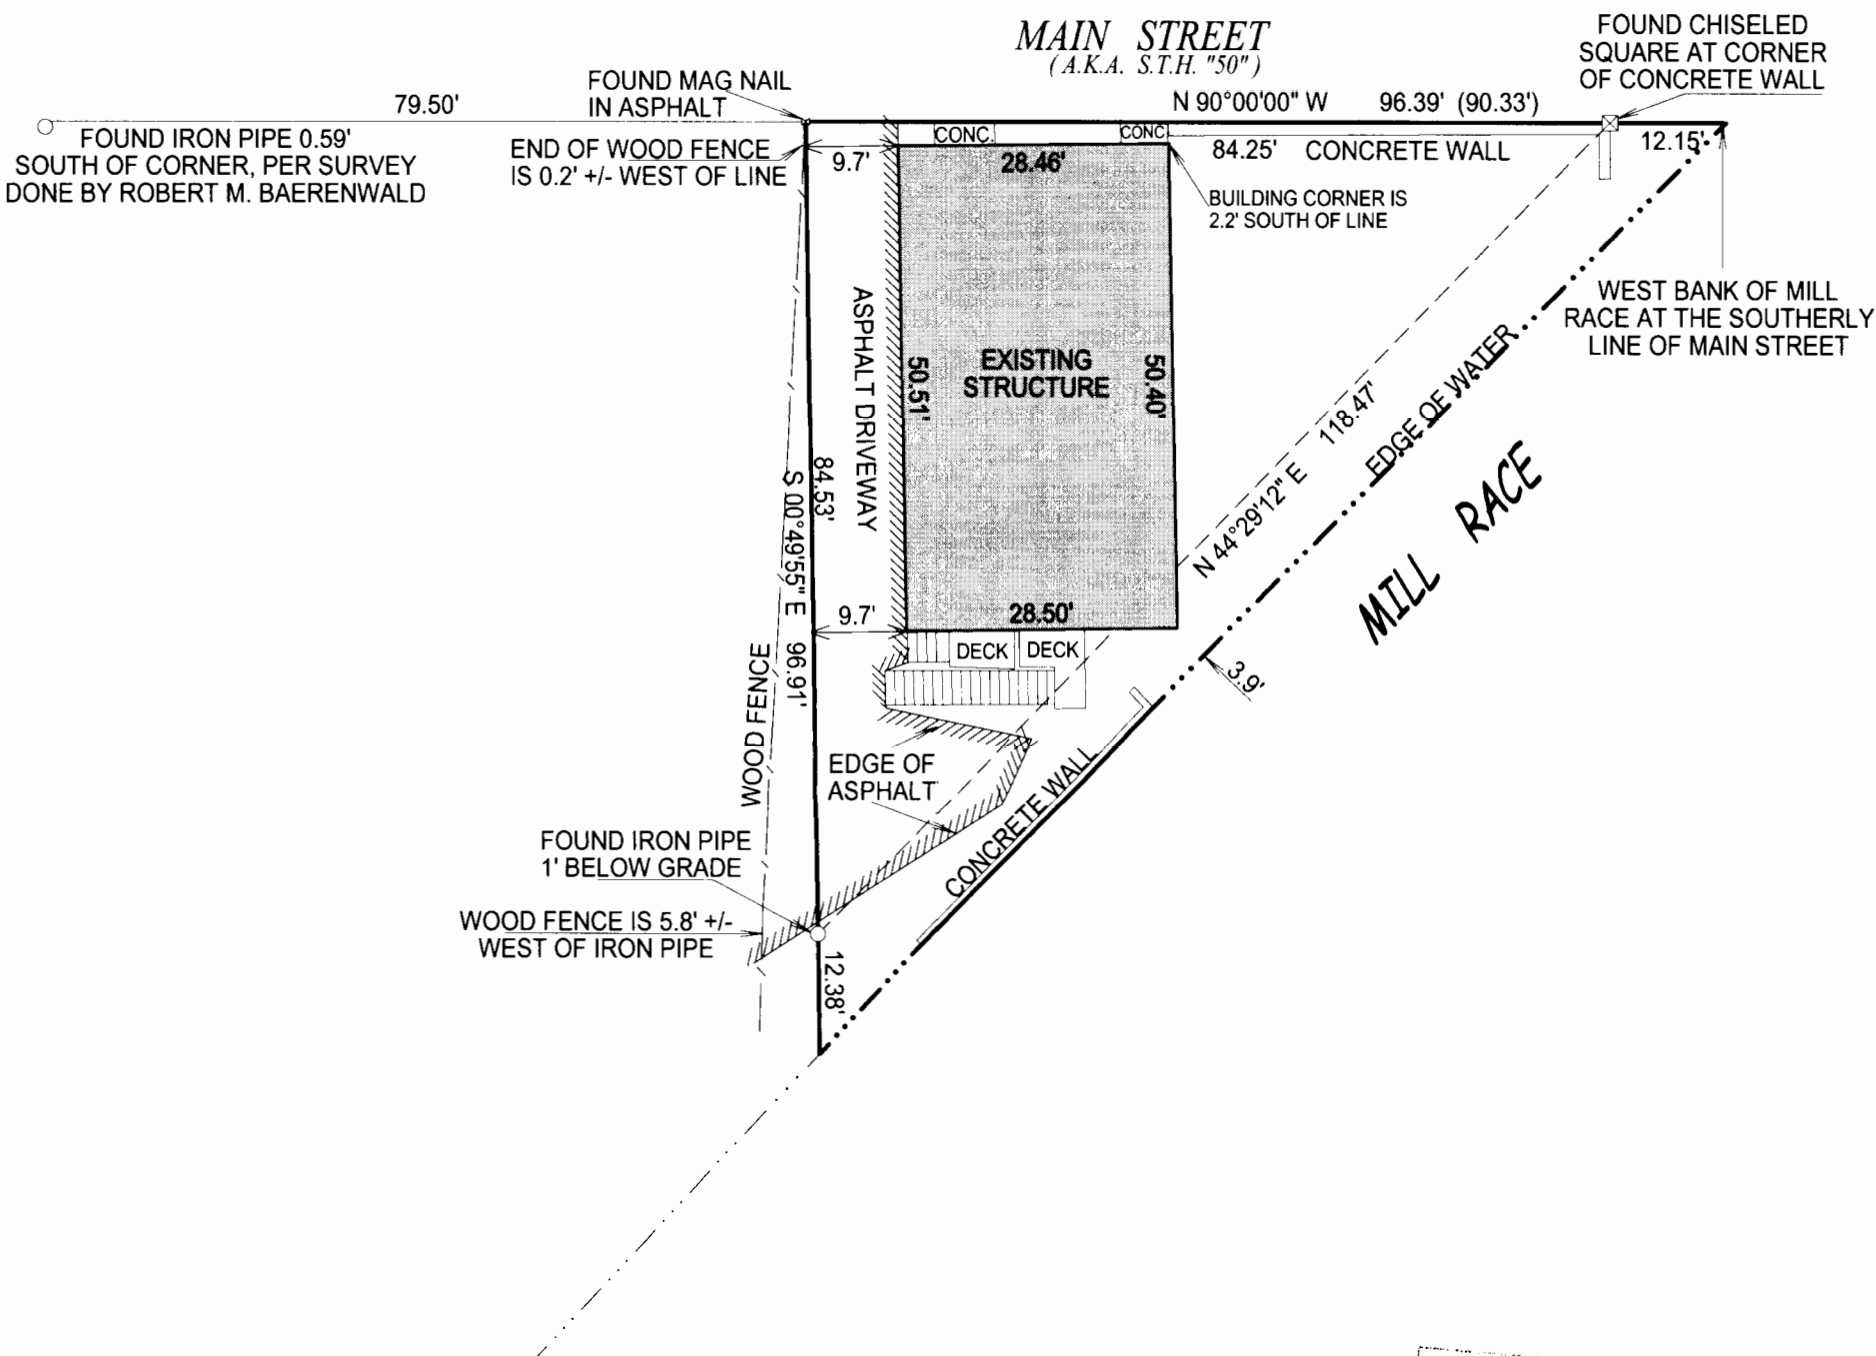 MAIN STREET
(A.K.A. S.T.H. "50")
FOUND CHISELED
SQUARE AT CORNER
OF CONCRETE WALL
FOUND MAG NAIL
IN ASPHALT
79.50'
N 90°00'00" W 96.39' (90.33')
FOUND IRON PIPE 0.59'
SOUTH OF CORNER, PER SURVEY
DONE BY ROBERT M. BAERENWALD
END OF WOOD FENCE
IS 0.2' +/- WEST OF LINE
9.7'
CONC.
CONC
28.46'
84.25' CONCRETE WALL
12.15'
BUILDING CORNER IS
2.2' SOUTH OF LINE
WEST BANK OF MILL
RACE AT THE SOUTHERLY
LINE OF MAIN STREET
ASPHALT DRIVEWAY
50.51'
EXISTING
STRUCTURE
50.40'
EDGE OF WATER
N 44°29'12" E 118.47'
MILL RACE
84.53'
S 00°49'55" E 96.91'
9.7'
28.50'
DECK
DECK
3.9'
WOOD FENCE
EDGE OF
ASPHALT
CONCRETE WALL
FOUND IRON PIPE
1' BELOW GRADE
WOOD FENCE IS 5.8' +/-
WEST OF IRON PIPE
12.38'